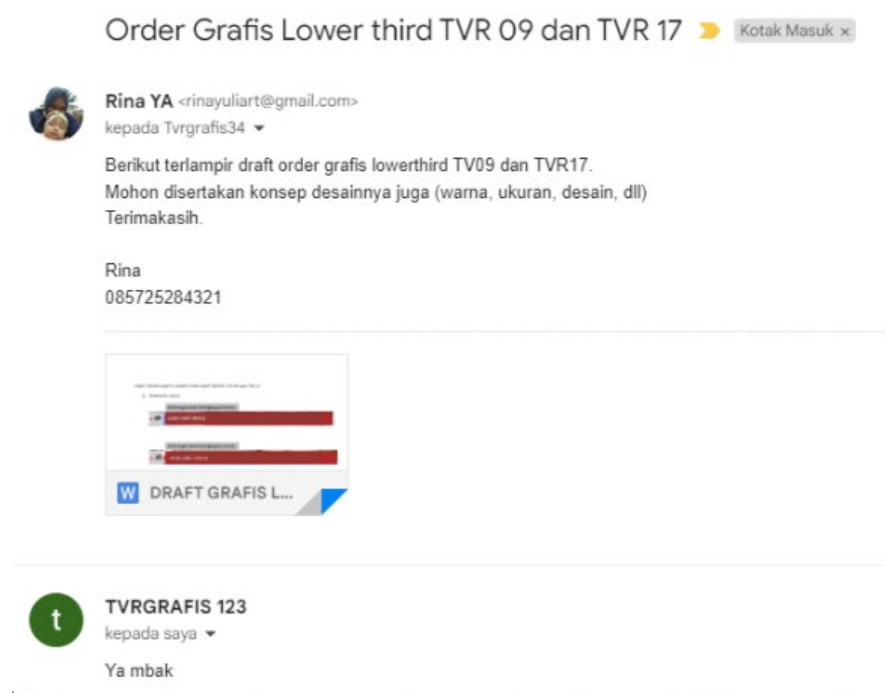 Order Grafis Lower third TVR 09 dan TVR 17 Kotak Masuk ×
Rina YA <rinayuliart@gmail.com>
kepada Tvrgrafis34
Berikut terlampir draft order grafis lowerthird TV09 dan TVR17.
Mohon disertakan konsep desainnya juga (warna, ukuran, desain, dll)
Terimakasih.
Rina
085725284321
W DRAFT GRAFIS L...
t
TVRGRAFIS 123
kepada saya
Ya mbak